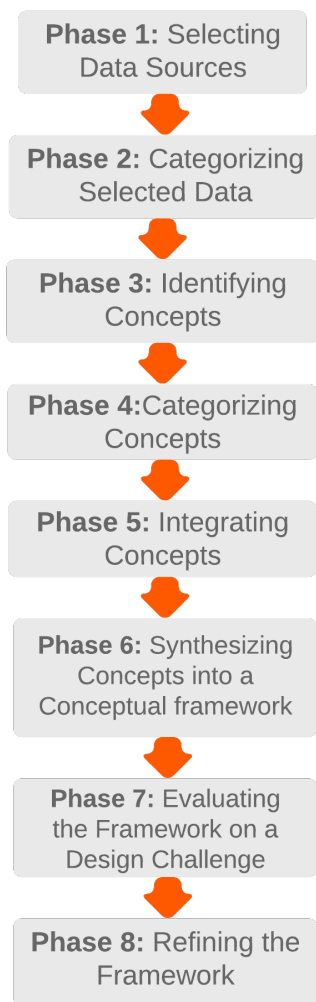 Phase 1: Selecting
Data Sources
Phase 2: Categorizing
Selected Data
Phase 3: Identifying
Concepts
Phase 4:Categorizing
Concepts
Phase 5: Integrating
Concepts
Phase 6: Synthesizing
Concepts into a
Conceptual framework
Phase 7: Evaluating
the Framework on a
Design Challenge
Phase 8: Refining the
Framework